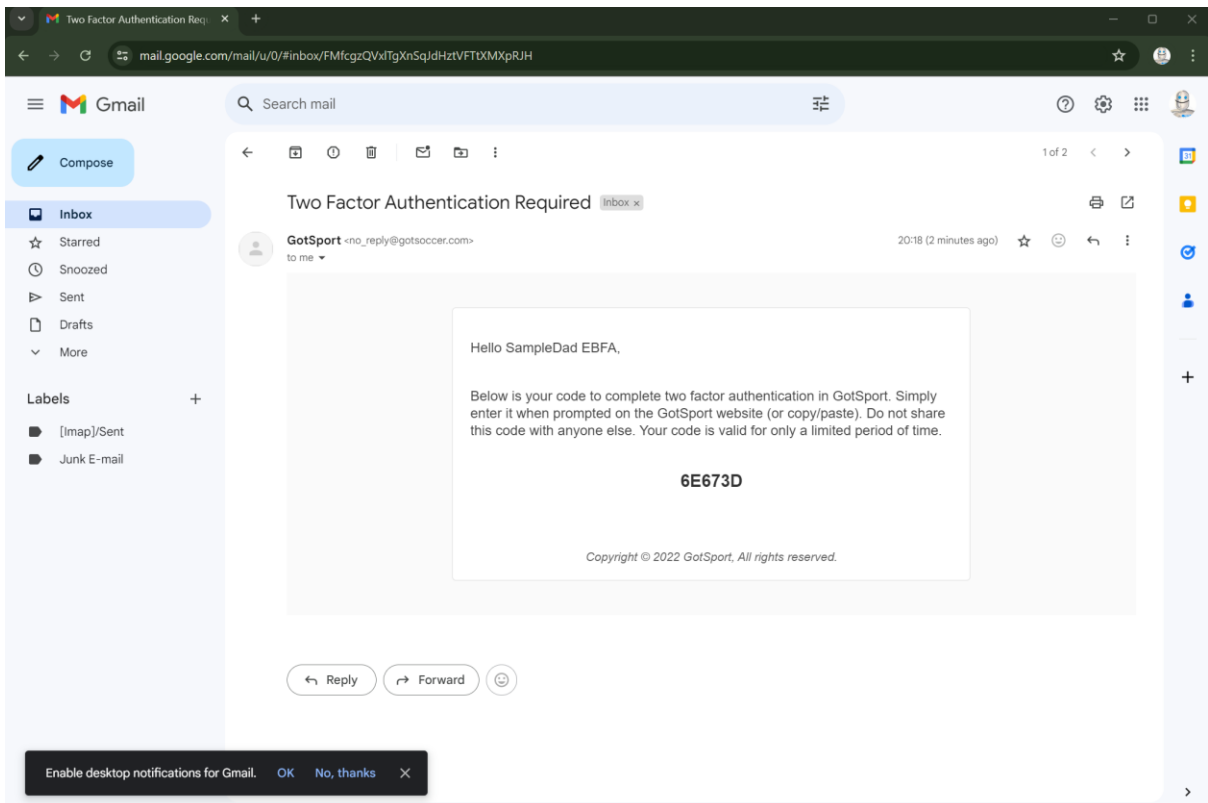 Two Factor Authentication Requ
mail.google.com/mail/u/0/#inbox/FMfcgzQVxlTgXnSqJdHztVFTtXMXpRJH
Gmail
Search mail
Compose
1 of 2
31
Inbox
Starred
Snoozed
Sent
Drafts
More
Labels
[Imap]/Sent
Junk E-mail
Two Factor Authentication Required Inbox x
GotSport <no_reply@gotsoccer.com> 20:18 (2 minutes ago)
to me
Hello SampleDad EBFA,
Below is your code to complete two factor authentication in GotSport. Simply
enter it when prompted on the GotSport website (or copy/paste). Do not share
this code with anyone else. Your code is valid for only a limited period of time.
6E673D
Copyright © 2022 GotSport, All rights reserved.
Reply Forward
Enable desktop notifications for Gmail. OK No, thanks